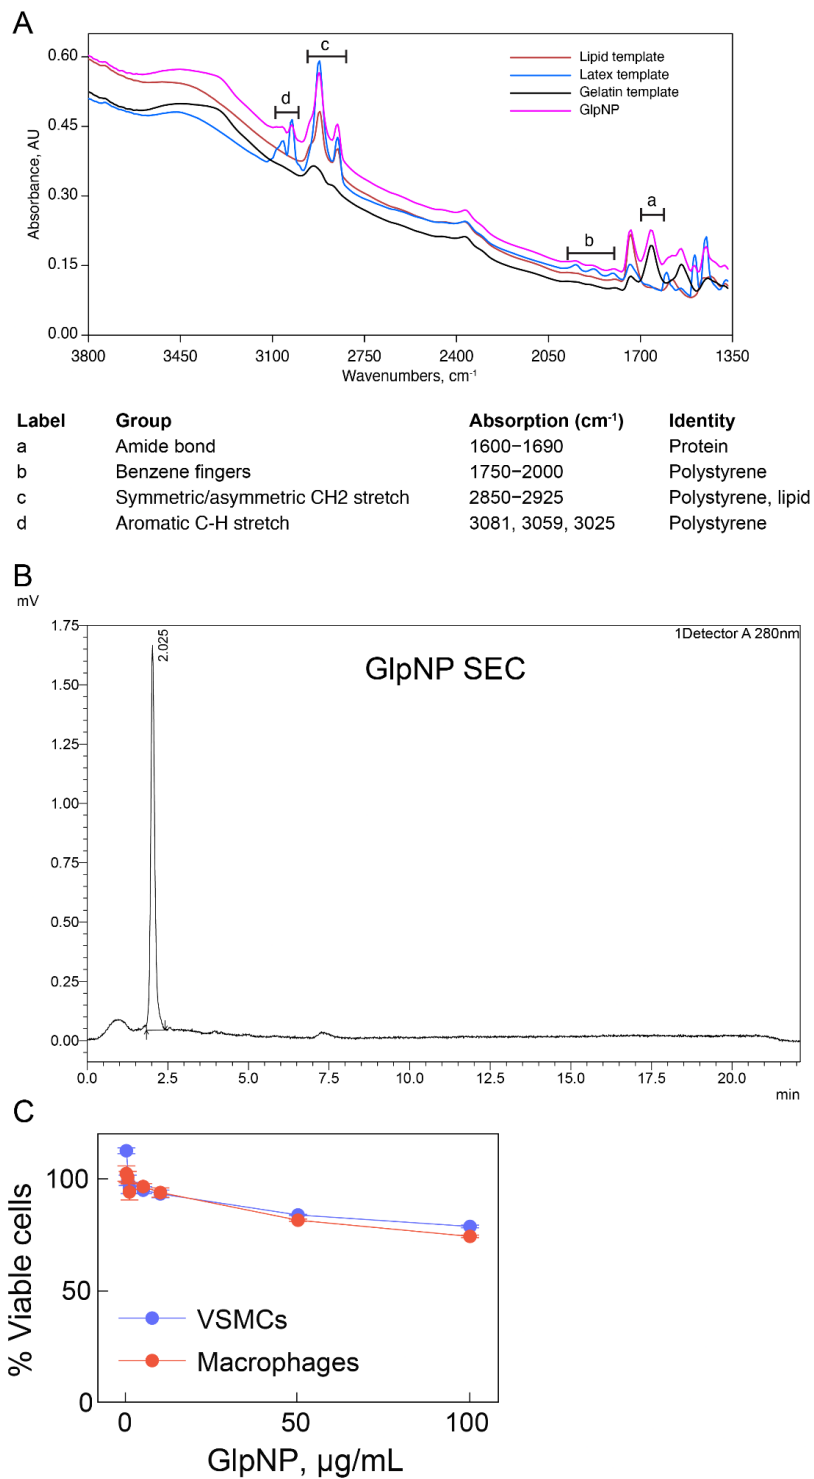 A
0.60
0.45
0.30
0.15
0.00
Absorbance, AU
c
d
b
a
Lipid template
Latex template
Gelatin template
GlpNP
3800 3450 3100 2750 2400 2050 1700 1350
Wavenumbers, cm-1
Label Group Absorption (cm-1) Identity
a Amide bond 1600−1690 Protein
b Benzene fingers 1750−2000 Polystyrene
c Symmetric/asymmetric CH2 stretch 2850−2925 Polystyrene, lipid
d Aromatic C-H stretch 3081, 3059, 3025 Polystyrene
B
mV
1.75
1.50
1.25
1.00
0.75
0.50
0.25
0.00
2.025
1Detector A 280nm
GlpNP SEC
0.0 2.5 5.0 7.5 10.0 12.5 15.0 17.5 20.0
min
C
% Viable cells
100
50
0
VSMCs
Macrophages
0 50 100
GlpNP, µg/mL